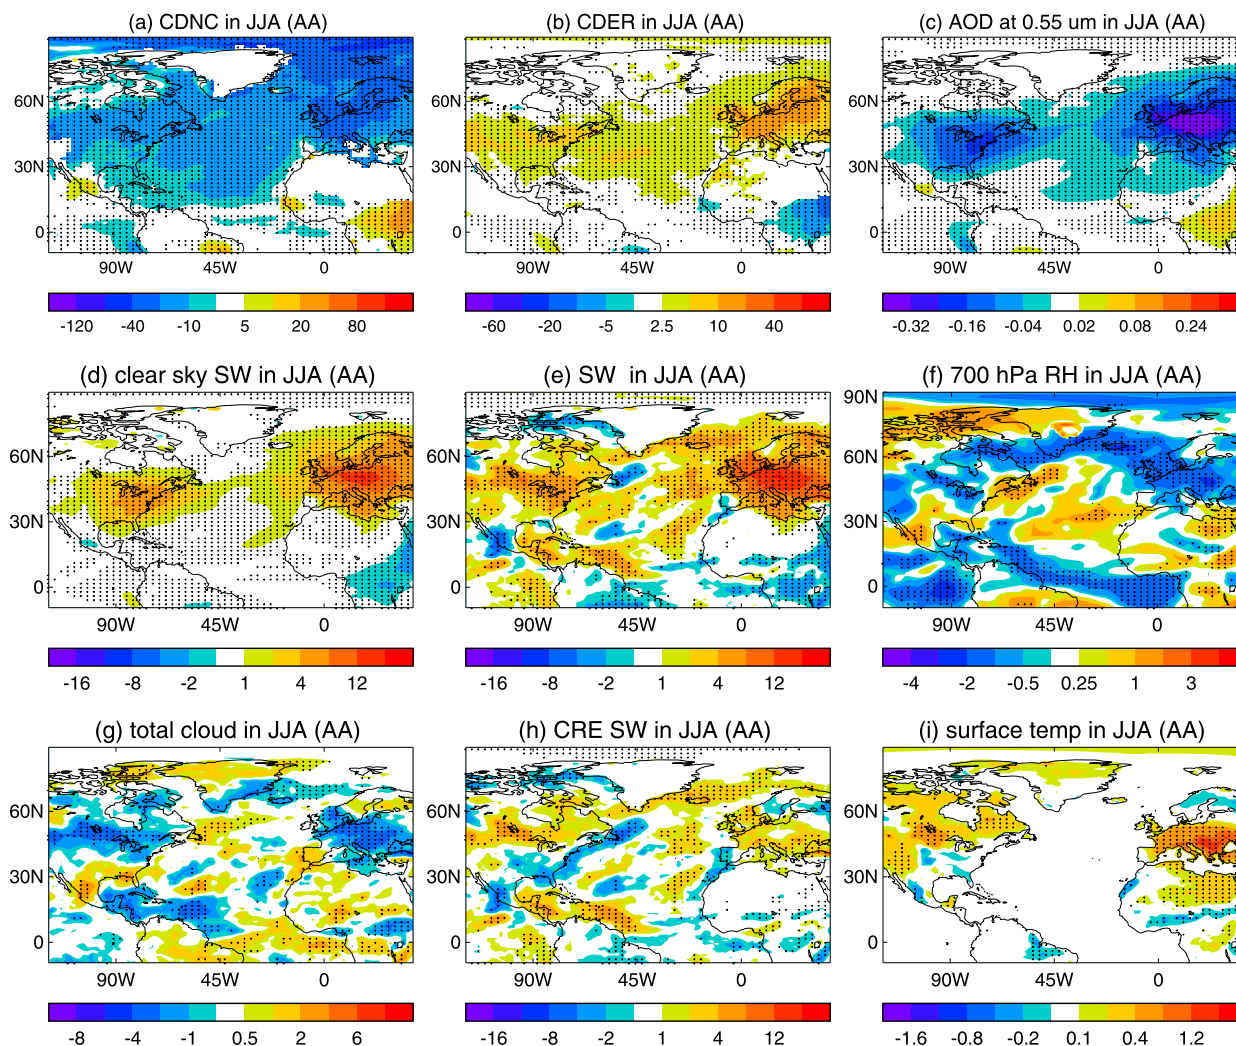 (a) CDNC in JJA (AA)
(b) CDER in JJA (AA)
(c) AOD at 0.55 um in JJA (AA)
60N
30N
0
90W 45W 0
-120 -40 -10 5 20 80
60N
30N
0
90W 45W 0
-60 -20 -5 2.5 10 40
60N
30N
0
90W 45W 0
-0.32 -0.16 -0.04 0.02 0.08 0.24
(d) clear sky SW in JJA (AA)
(e) SW in JJA (AA)
(f) 700 hPa RH in JJA (AA)
60N
30N
0
90W 45W 0
-16 -8 -2 1 4 12
60N
30N
0
90W 45W 0
-16 -8 -2 1 4 12
90N
60N
30N
0
90W 45W 0
-4 -2 -0.5 0.25 1 3
(g) total cloud in JJA (AA)
(h) CRE SW in JJA (AA)
(i) surface temp in JJA (AA)
60N
30N
0
90W 45W 0
-8 -4 -1 0.5 2 6
60N
30N
0
90W 45W 0
-16 -8 -2 1 4 12
60N
30N
0
90W 45W 0
-1.6 -0.8 -0.2 0.1 0.4 1.2